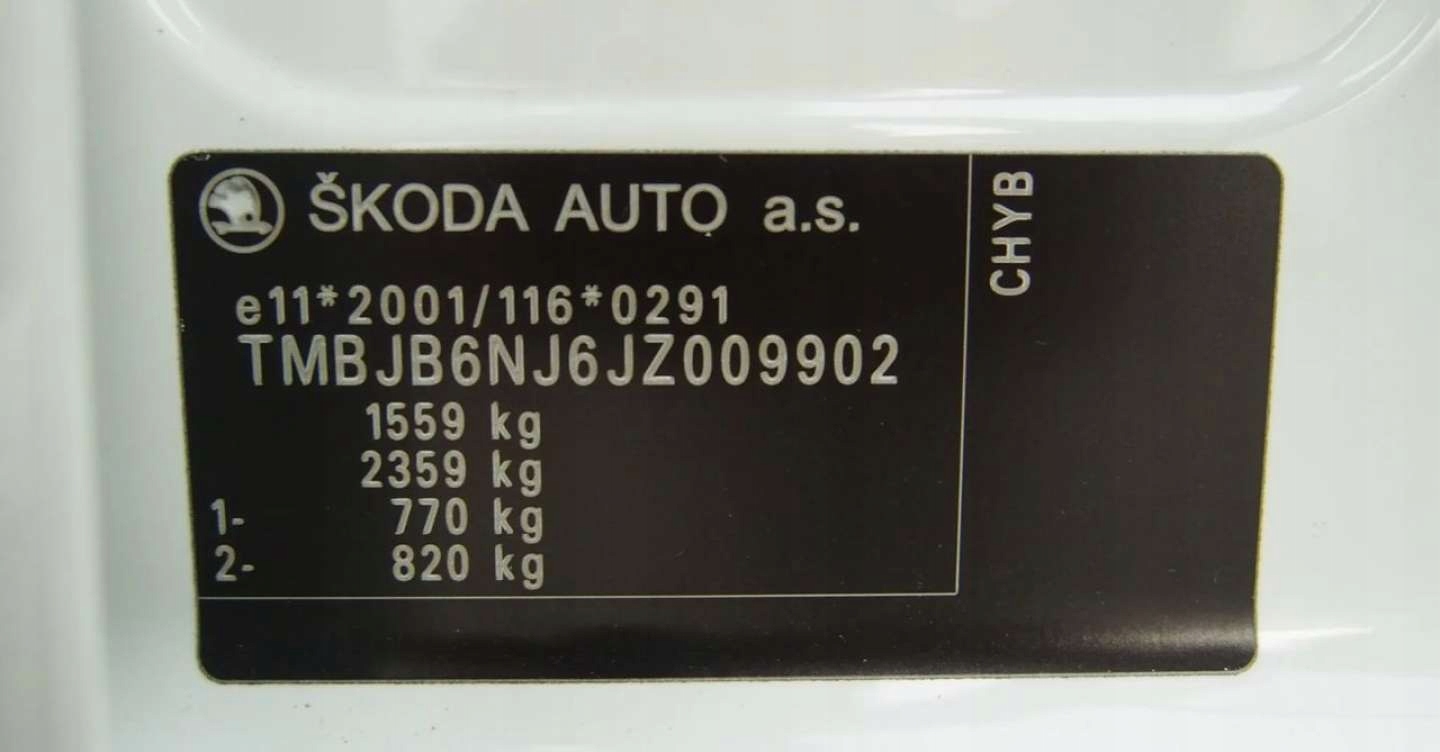 ŠKODA AUTO a.s.
e11*2001/116*0291
TMBJB6NJ6JZ009902
1559 kg
2359 kg
1- 770 kg
2- 820 kg
CHYB